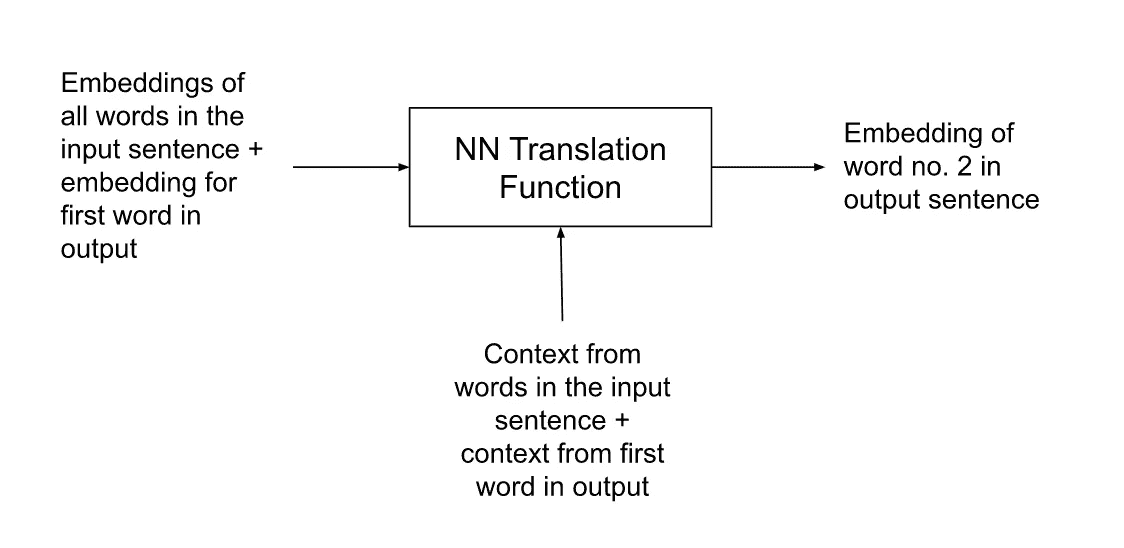 Embeddings of
all words in the
input sentence +
embedding for
first word in
output
NN Translation
Function
Embedding of
word no. 2 in
output sentence
Context from
words in the input
sentence +
context from first
word in output